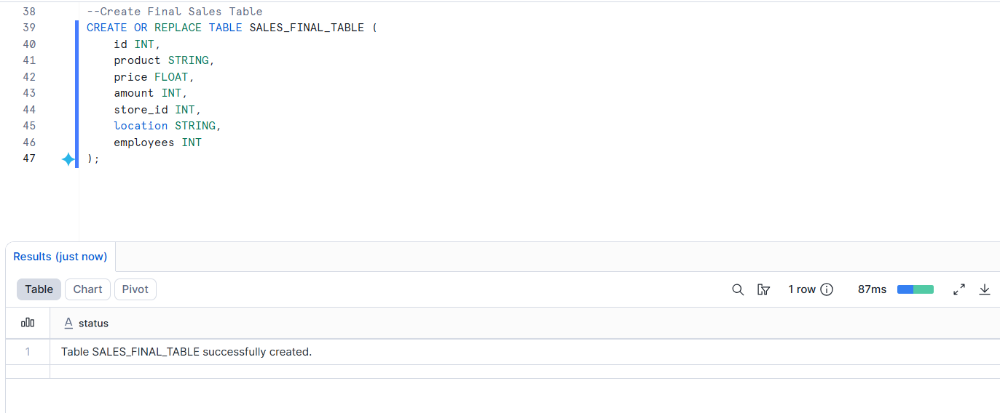 38 --Create Final Sales Table
39 CREATE OR REPLACE TABLE SALES_FINAL_TABLE (
40 id INT,
41 product STRING,
42 price FLOAT,
43 amount INT,
44 store_id INT,
45 location STRING,
46 employees INT
47 );
Results (just now)
Table Chart Pivot 1 row 87ms
A status
1 Table SALES_FINAL_TABLE successfully created.